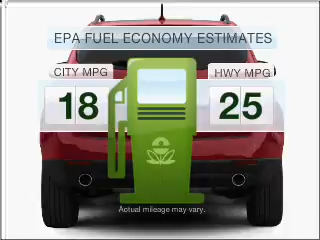 EPA FUEL ECONOMY ESTIMATES
CITY MPG
HWY MPG
18
25
Actual mileage may vary.